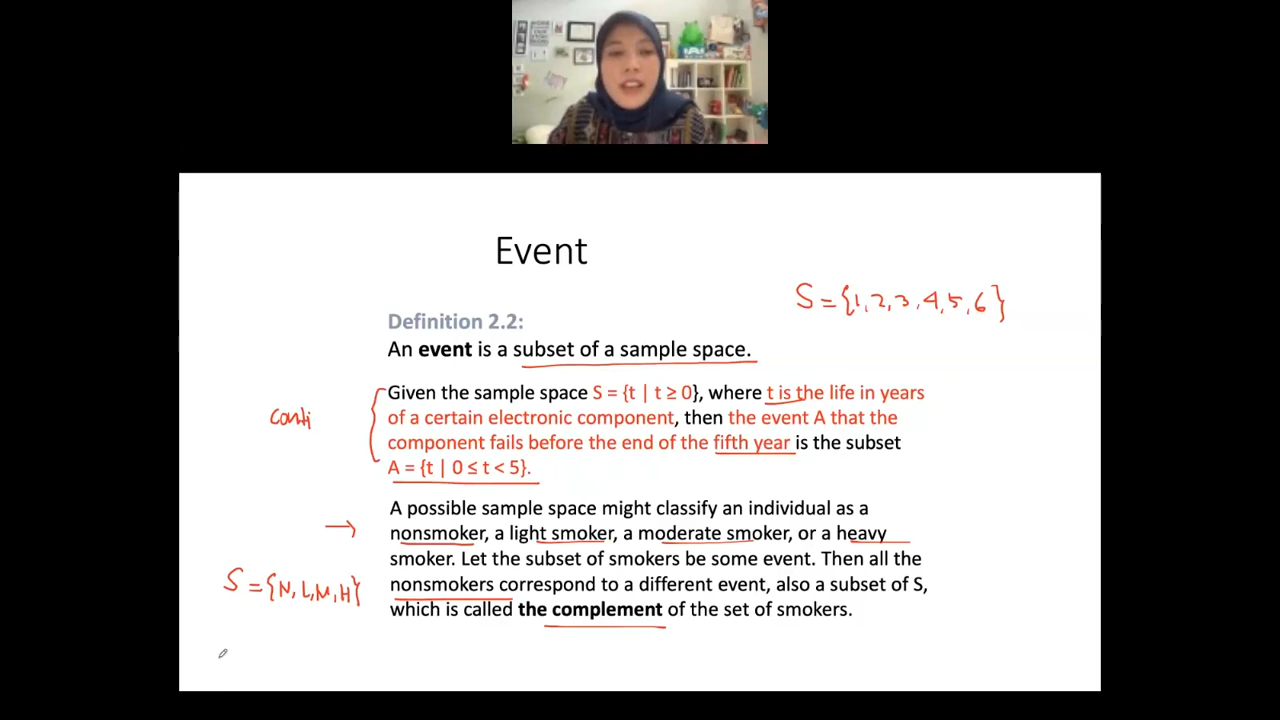 Event
S={1,2,3,4,5,6}
Definition 2.2:
An event is a subset of a sample space.
Given the sample space S = {t | t ≥ 0}, where t is the life in years
conti
of a certain electronic component, then the event A that the
component fails before the end of the fifth year is the subset
A = {t | 0 ≤ t < 5}.
A possible sample space might classify an individual as a
nonsmoker, a light smoker, a moderate smoker, or a heavy
smoker. Let the subset of smokers be some event. Then all the
S={N,L,M,H}
nonsmokers correspond to a different event, also a subset of S,
which is called the complement of the set of smokers.